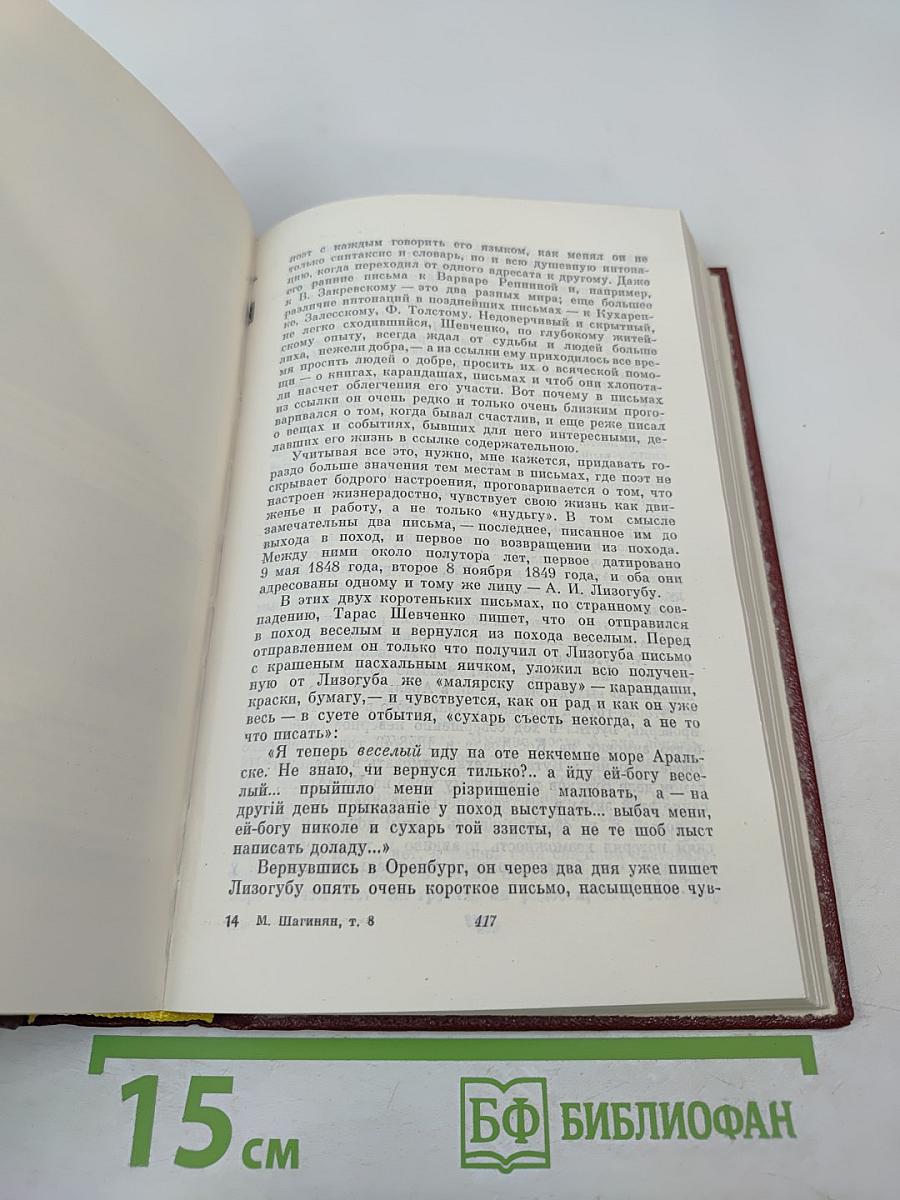 поэт с каждым говорить его языком, как менял он не
только синтаксис и словарь, но и всю душевную интона-
цию, когда переходил от одного адресата к другому. Даже
его ранние письма к Варваре Репниной и, например,
к В. Закревскому — это два разных мира; еще большее
различие интонаций в позднейших письмах — к Кухарен-
ке, Залесскому, Ф. Толстому. Недоверчивый и скрытный,
не легко сходившийся, Шевченко, по глубокому житей-
скому опыту, всегда ждал от судьбы и людей больше
лиха, нежели добра,— а из ссылки ему приходилось все вре-
мя просить людей о добре, просить их о всяческой помо-
щи — о книгах, карандашах, письмах и чтоб они хлопота-
ли насчет облегчения его участи. Вот почему в письмах
из ссылки он очень редко и только очень близким прого-
варивался о том, когда бывал счастлив, и еще реже писал
о вещах и событиях, бывших для него интересными, де-
лавших его жизнь в ссылке содержательною.
Учитывая все это, нужно, мне кажется, придавать го-
раздо больше значения тем местам в письмах, где поэт не
скрывает бодрого настроения, проговаривается о том, что
настроен жизнерадостно, чувствует свою жизнь как дви-
женье и работу, а не только «нудьгу». В том смысле
замечательны два письма, — последнее, писанное им до
выхода в поход, и первое по возвращении из похода.
Между ними около полутора лет, первое датировано
9 мая 1848 года, второе 8 ноября 1849 года, и оба они
адресованы одному и тому же лицу — А. И. Лизогубу.
В этих двух коротеньких письмах, по странному сов-
падению, Тарас Шевченко пишет, что он отправился
в поход веселым и вернулся из похода веселым. Перед
отправлением он только что получил от Лизогуба письмо
с крашеным пасхальным яичком, уложил всю получен-
ную от Лизогуба же «малярску справу» — карандаши,
краски, бумагу,— и чувствуется, как он рад и как он уже
весь — в суете отбытия, «сухарь съесть некогда, а не то
что писать»:
«Я теперь веселый иду на оте некчемне море Араль-
ске. Не знаю, чи вернуся тилько?.. а йду ей-богу весе-
лый... прыйшло мени різришеніе малювать, а — на
другій день прыказаніе у поход выступать... выбач мени,
ей-богу николе и сухарь той ззисты, а не те шоб лыст
написать доладу...»
Вернувшись в Оренбург, он через два дня уже пишет
Лизогубу опять очень короткое письмо, насыщенное чув-
14 М. Шагинян, т. 8 417
15 см
БФ БИБЛИОФАН